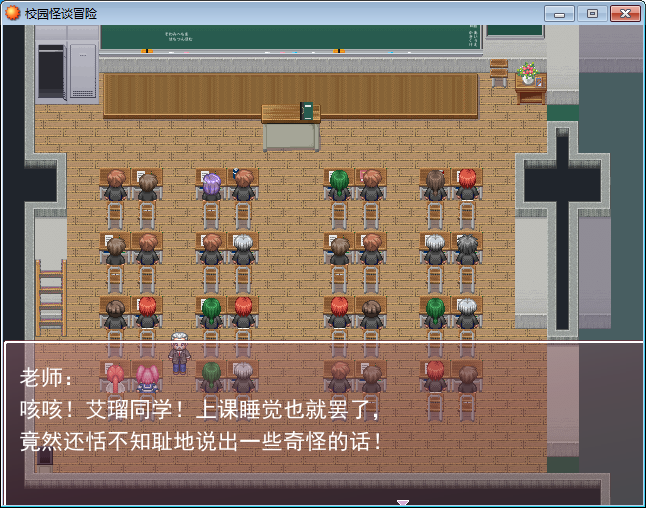 校园怪谈冒险
老师：
咳咳！艾瑠同学！上课睡觉也就罢了，
竟然还恬不知耻地说出一些奇怪的话！